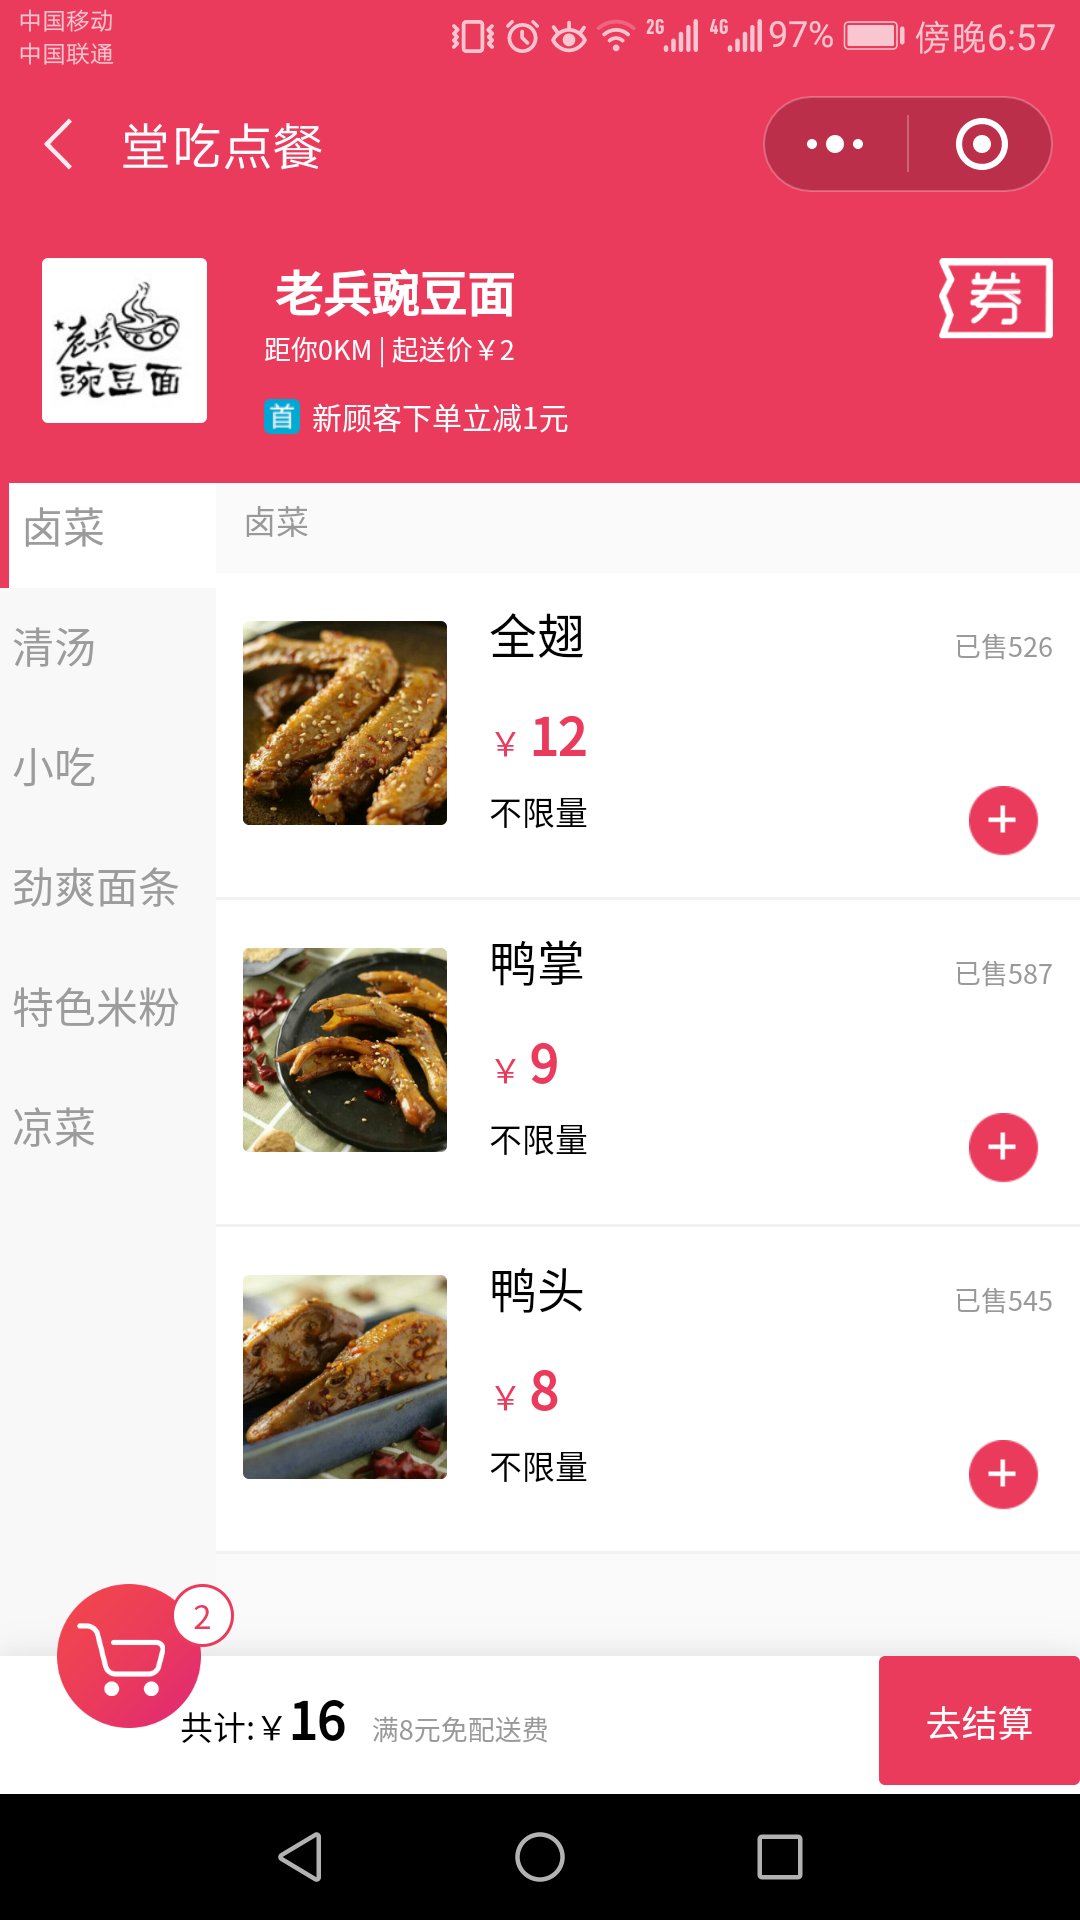 中国移动
中国联通
2G 4G 97% 傍晚6:57
堂吃点餐
老兵豌豆面
老兵豌豆面
券
距你0KM | 起送价￥2
首 新顾客下单立减1元
卤菜
清汤
小吃
劲爽面条
特色米粉
凉菜
卤菜
全翅
已售526
￥ 12
不限量
鸭掌
已售587
￥ 9
不限量
鸭头
已售545
￥ 8
不限量
2
共计:￥16 满8元免配送费
去结算